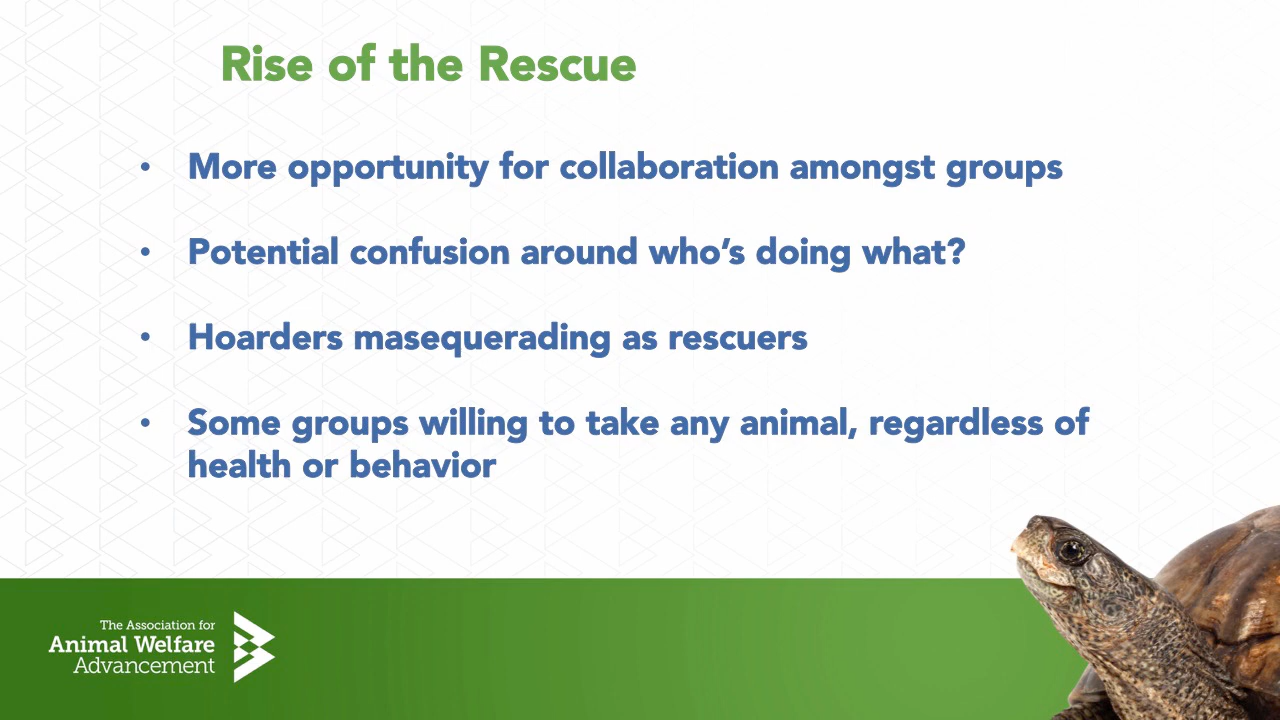 Rise of the Rescue
• More opportunity for collaboration amongst groups
• Potential confusion around who’s doing what?
• Hoarders masequerading as rescuers
• Some groups willing to take any animal, regardless of
health or behavior
The Association for
Animal Welfare
Advancement